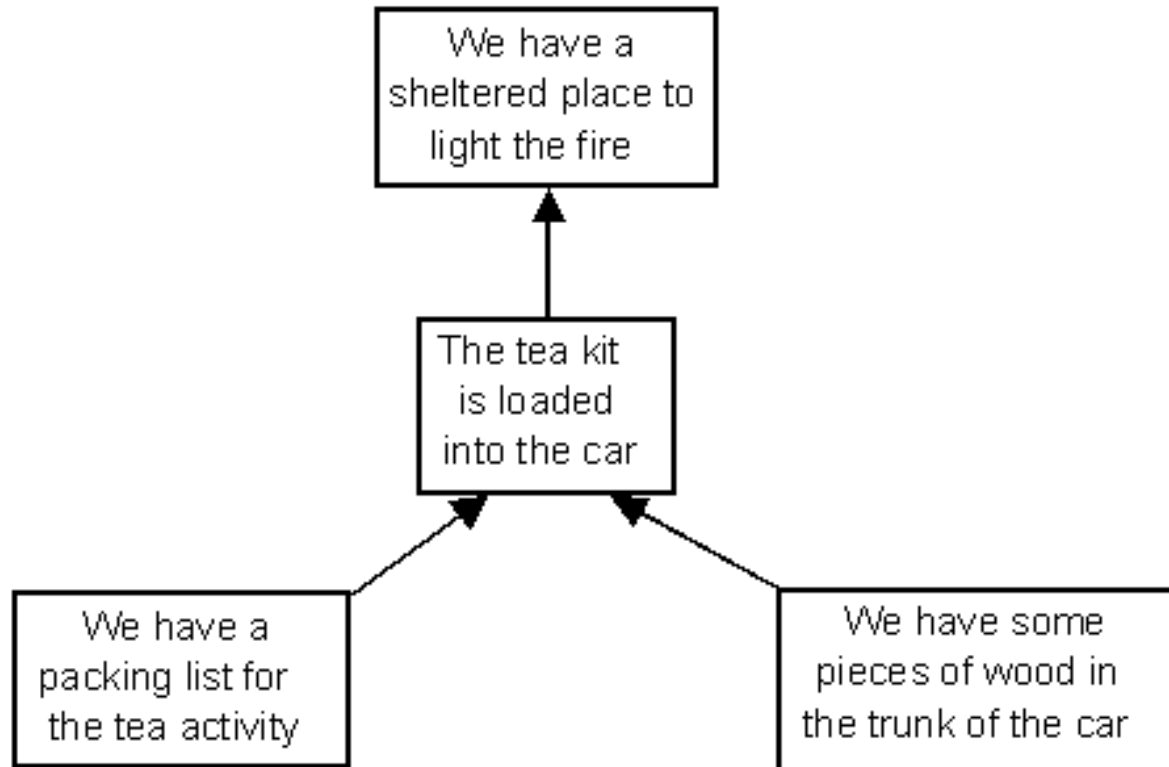 We have a
sheltered place to
light the fire
The tea kit
is loaded
into the car
We have a
packing list for
the tea activity
We have some
pieces of wood in
the trunk of the car